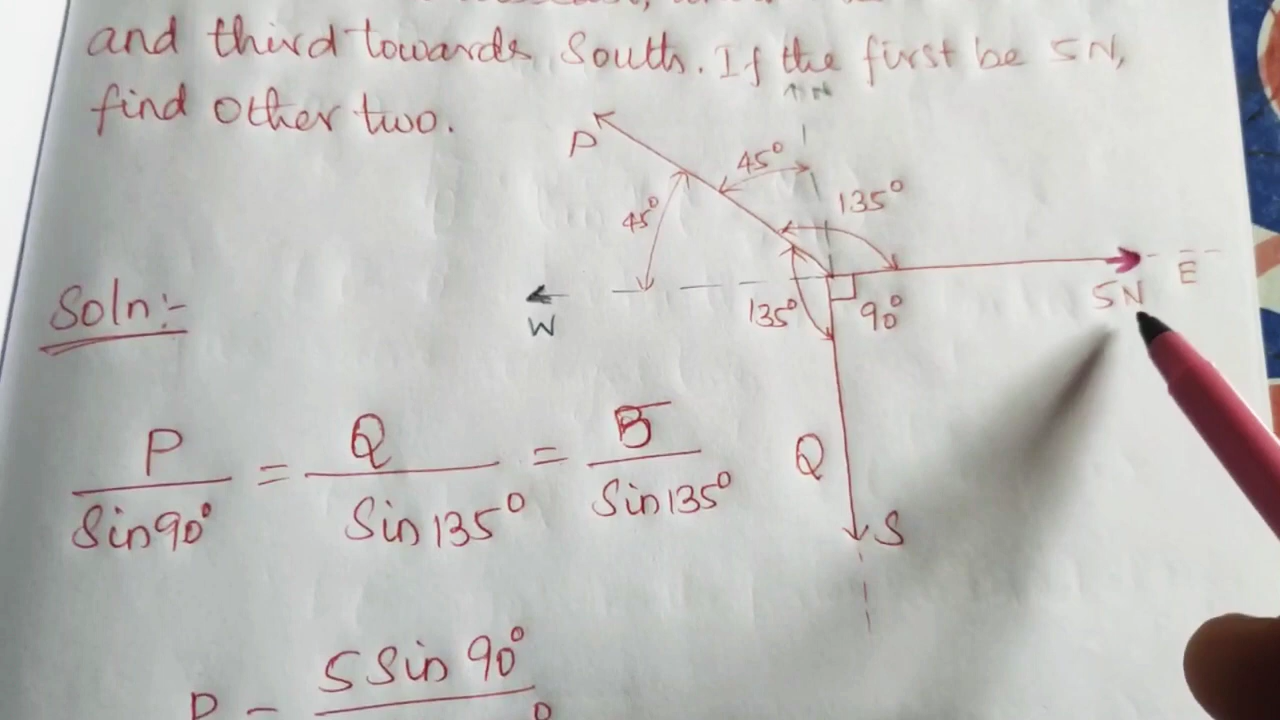 and third towards South. If the first be 5N,
find other two.
N
P
45°
45°
135°
E
5N
W
135°
90°
Soln:-
P/Sin90° = Q/Sin135° = 5/Sin135°
Q
S
P = 5 Sin 90°